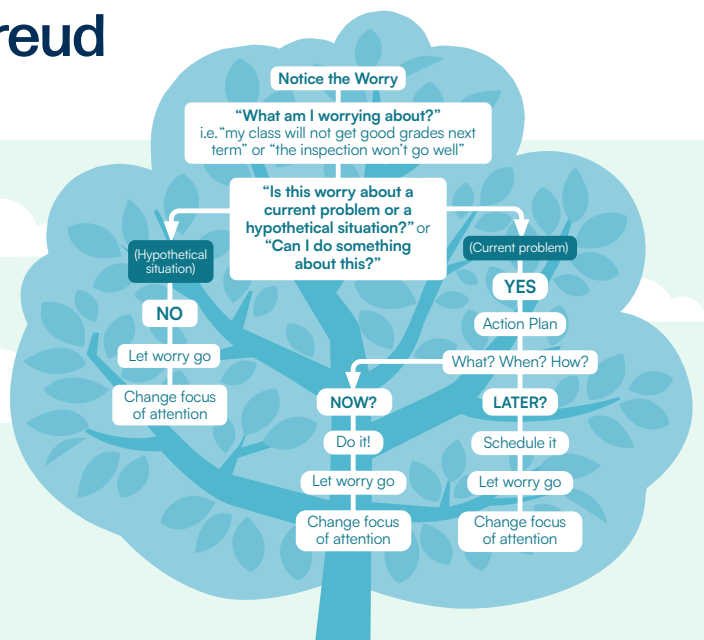 reud
Notice the Worry
“What am I worrying about?”
i.e.“my class will not get good grades next
term” or “the inspection won’t go well”
“Is this worry about a
current problem or a
hypothetical situation?” or
“Can I do something
about this?”
(Hypothetical
situation)
NO
Let worry go
Change focus
of attention
(Current problem)
YES
Action Plan
What? When? How?
NOW?
Do it!
Let worry go
Change focus
of attention
LATER?
Schedule it
Let worry go
Change focus
of attention